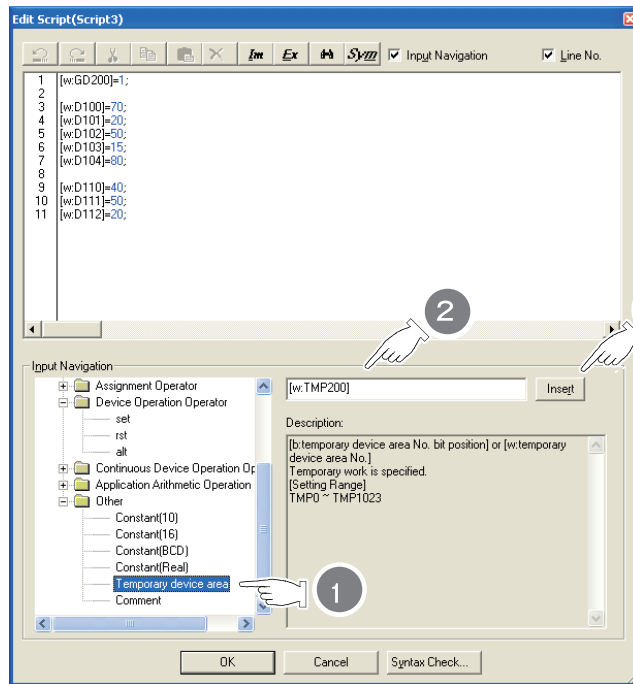 Edit Script(Script3)
Im Ex Sym Input Navigation Line No.
1 [w:GD200]=1;
2
3 [w:D100]=70;
4 [w:D101]=20;
5 [w:D102]=50;
6 [w:D103]=15;
7 [w:D104]=80;
8
9 [w:D110]=40;
10 [w:D111]=50;
11 [w:D112]=20;
2
Input Navigation
Assignment Operator
Device Operation Operator
set
rst
alt
Continuous Device Operation Op
Application Arithmetic Operation
Other
Constant(10)
Constant(16)
Constant(BCD)
Constant(Real)
Temporary device area
Comment
1
[w:TMP200]
Insert
Description:
[b:temporary device area No. bit position] or [w:temporary
device area No.]
Temporary work is specified.
[Setting Range]
TMP0 ~ TMP1023
OK Cancel Syntax Check...